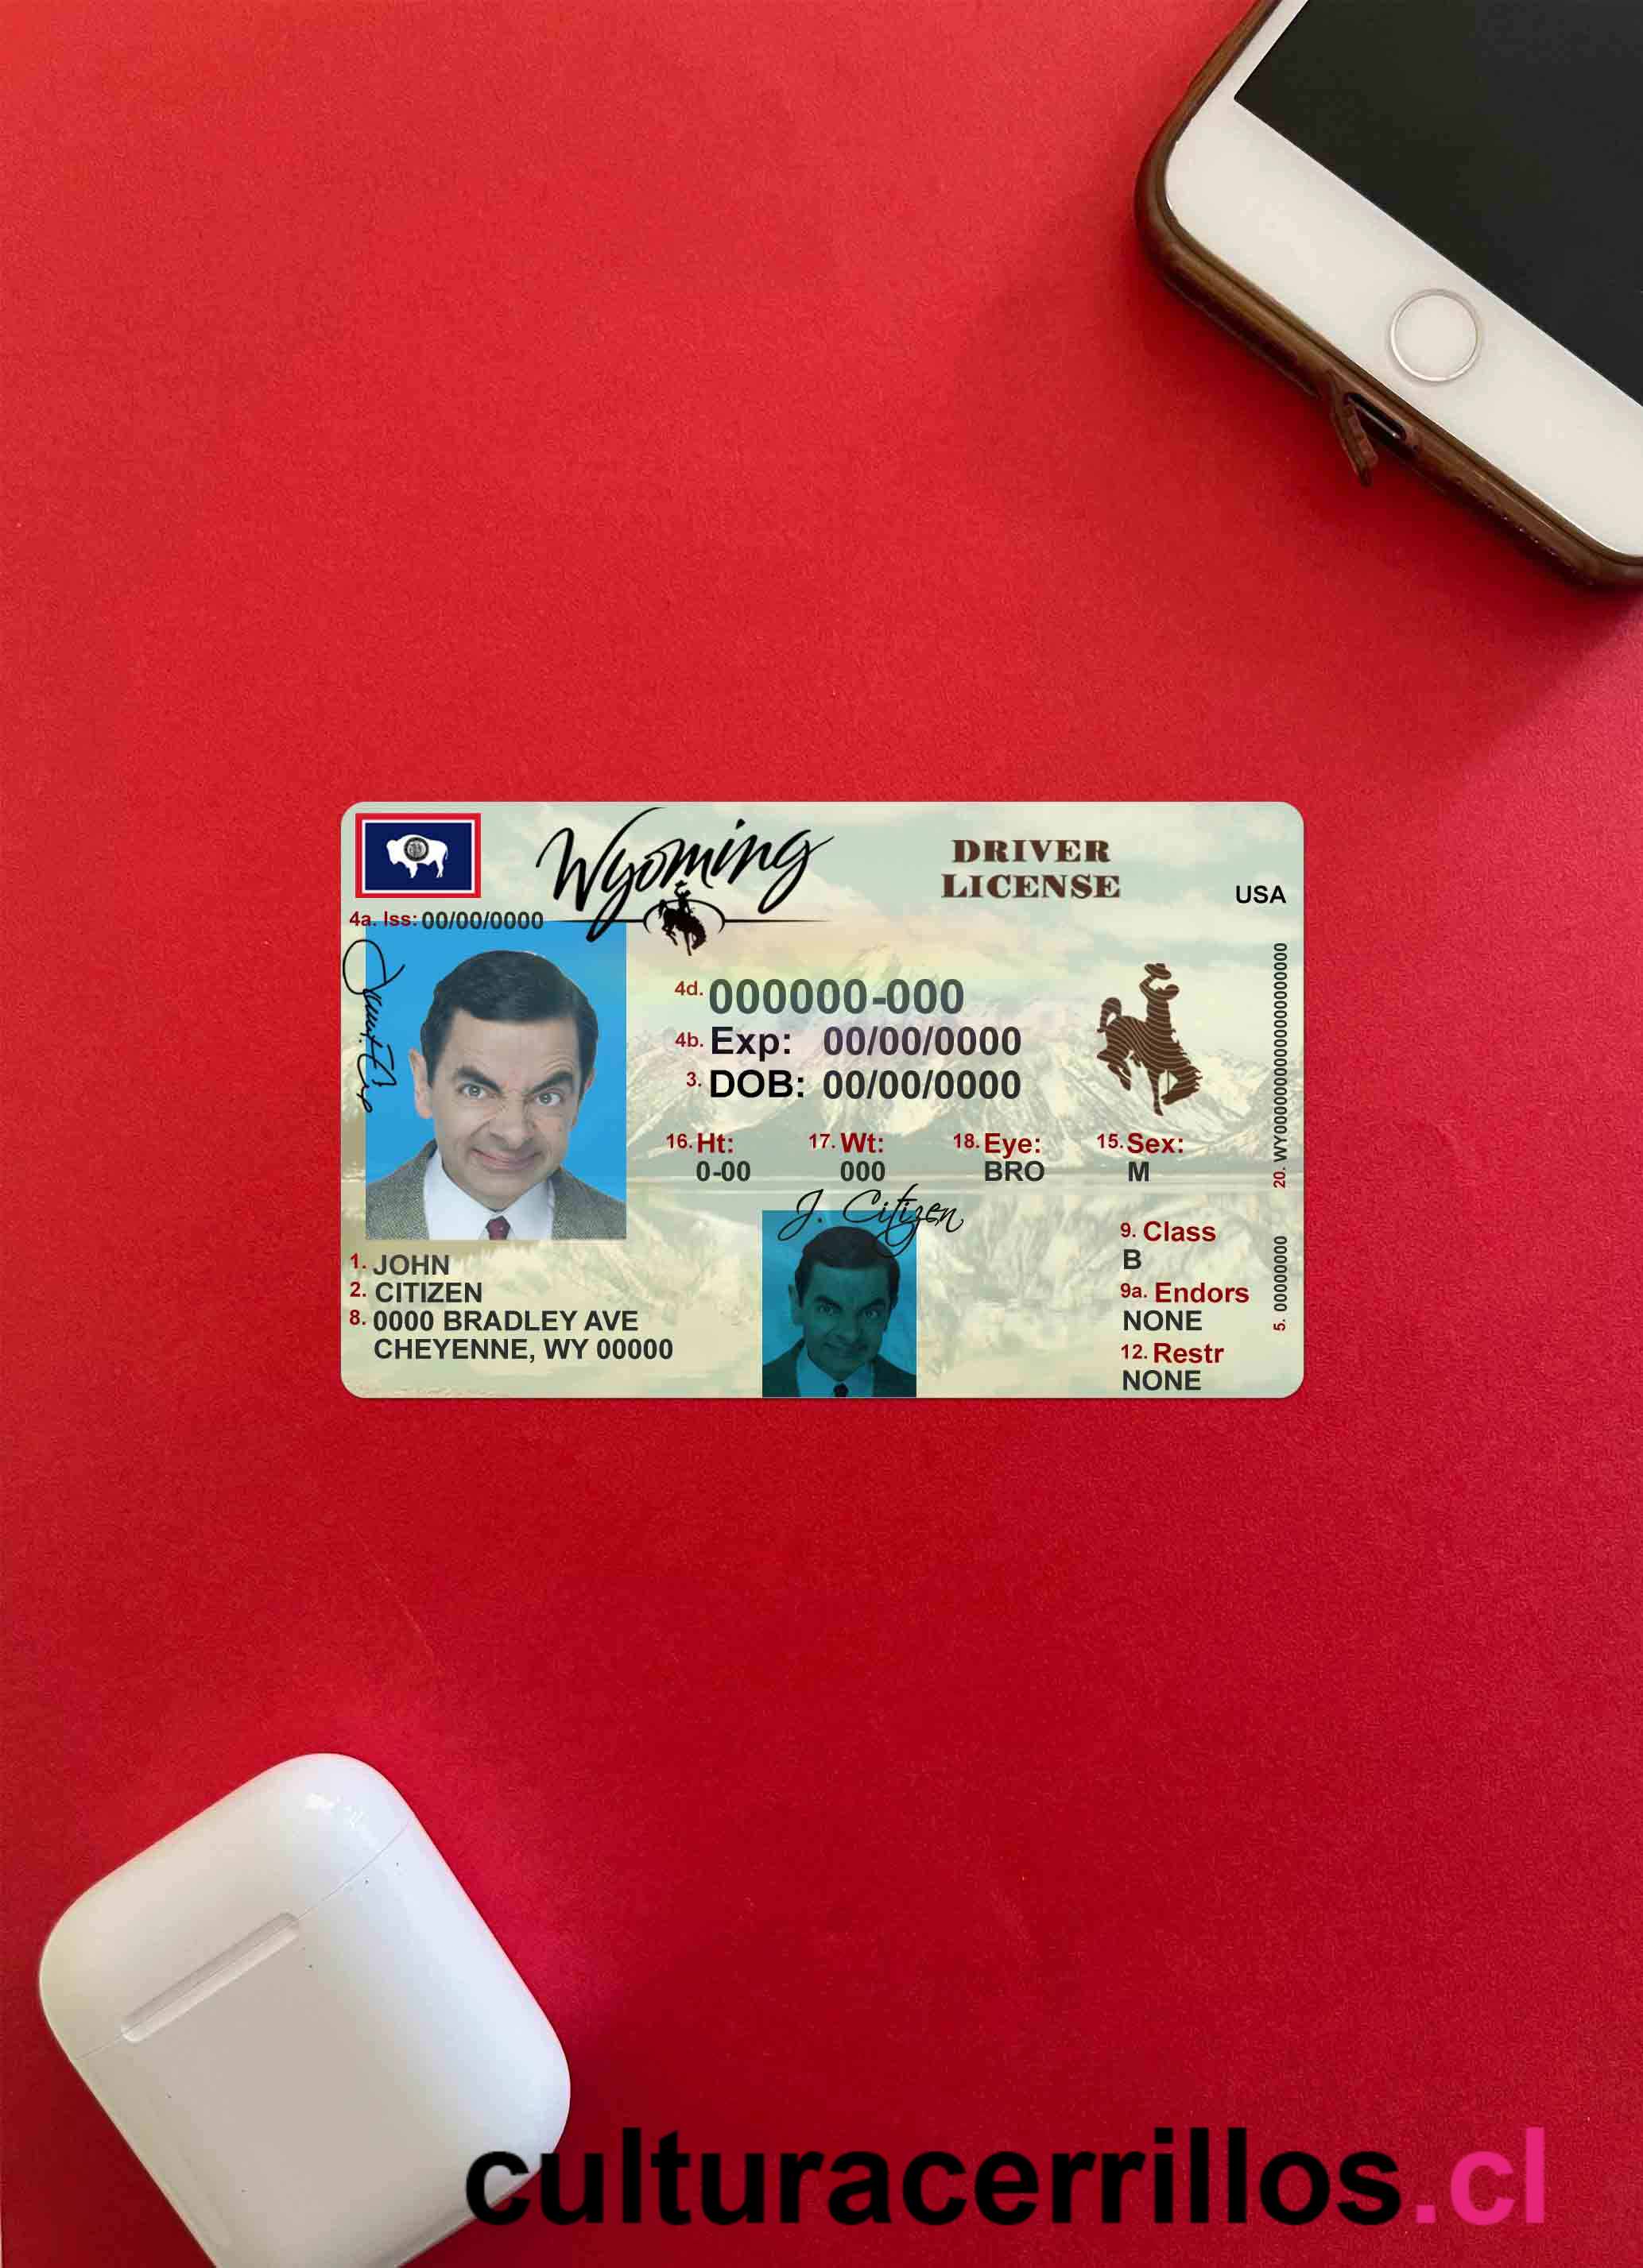 Wyoming
DRIVER
LICENSE
USA
4a. Iss: 00/00/0000
4d. 000000-000
4b. Exp: 00/00/0000
3. DOB: 00/00/0000
16. Ht: 17. Wt: 18. Eye: 15. Sex:
0-00 000 BRO M
J. Citizen
1. JOHN
2. CITIZEN
8. 0000 BRADLEY AVE
CHEYENNE, WY 00000
9. Class
B
9a. Endors
NONE
12. Restr
NONE
5. 00000000
culturacerrillos.cl